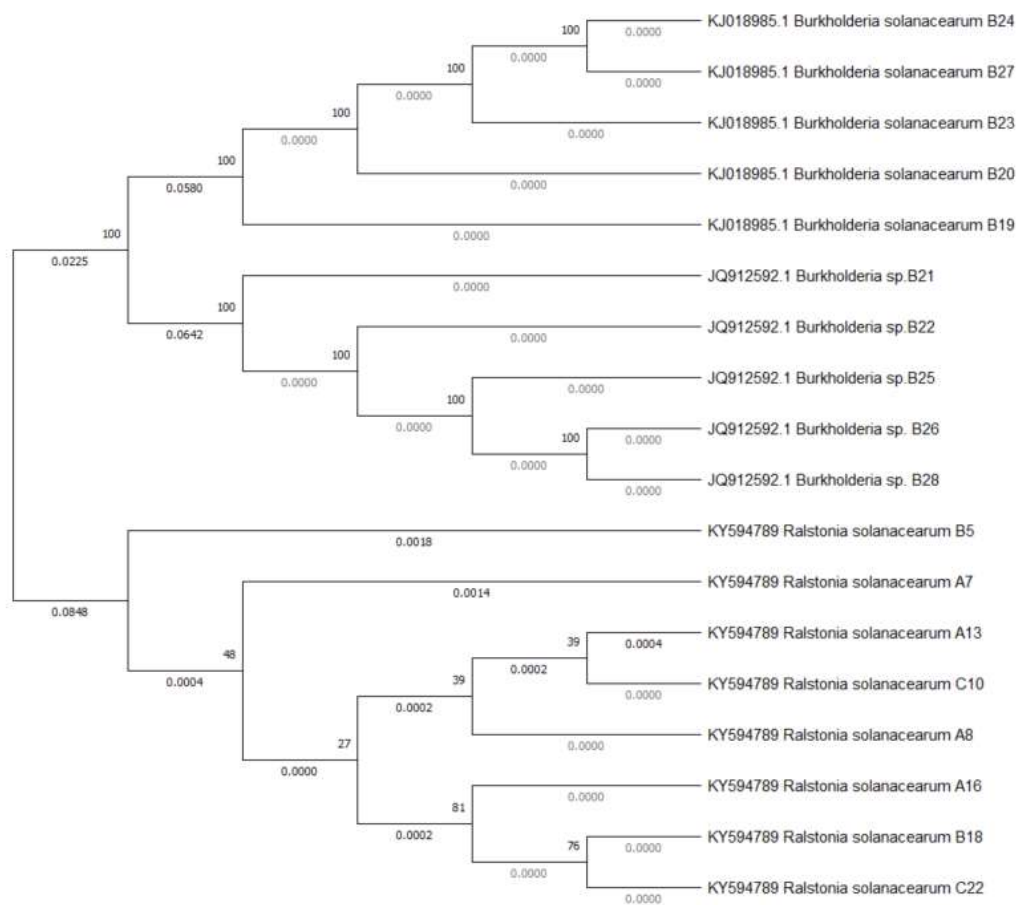 KJ018985.1 Burkholderia solanacearum B24
100
0.0000
0.0000
100
KJ018985.1 Burkholderia solanacearum B27
0.0000
0.0000
100
KJ018985.1 Burkholderia solanacearum B23
0.0000
0.0000
100
KJ018985.1 Burkholderia solanacearum B20
0.0580
0.0000
100
KJ018985.1 Burkholderia solanacearum B19
0.0000
0.0225
JQ912592.1 Burkholderia sp.B21
0.0000
100
0.0642
JQ912592.1 Burkholderia sp.B22
0.0000
100
0.0000
JQ912592.1 Burkholderia sp.B25
0.0000
100
0.0000
JQ912592.1 Burkholderia sp. B26
100
0.0000
0.0000
JQ912592.1 Burkholderia sp. B28
0.0000
KY594789 Ralstonia solanacearum B5
0.0018
KY594789 Ralstonia solanacearum A7
0.0014
0.0848
KY594789 Ralstonia solanacearum A13
39
0.0004
48
0.0002
0.0004
39
KY594789 Ralstonia solanacearum C10
0.0000
0.0002
KY594789 Ralstonia solanacearum A8
27
0.0000
0.0000
KY594789 Ralstonia solanacearum A16
81
0.0000
0.0002
KY594789 Ralstonia solanacearum B18
76
0.0000
0.0000
KY594789 Ralstonia solanacearum C22
0.0000